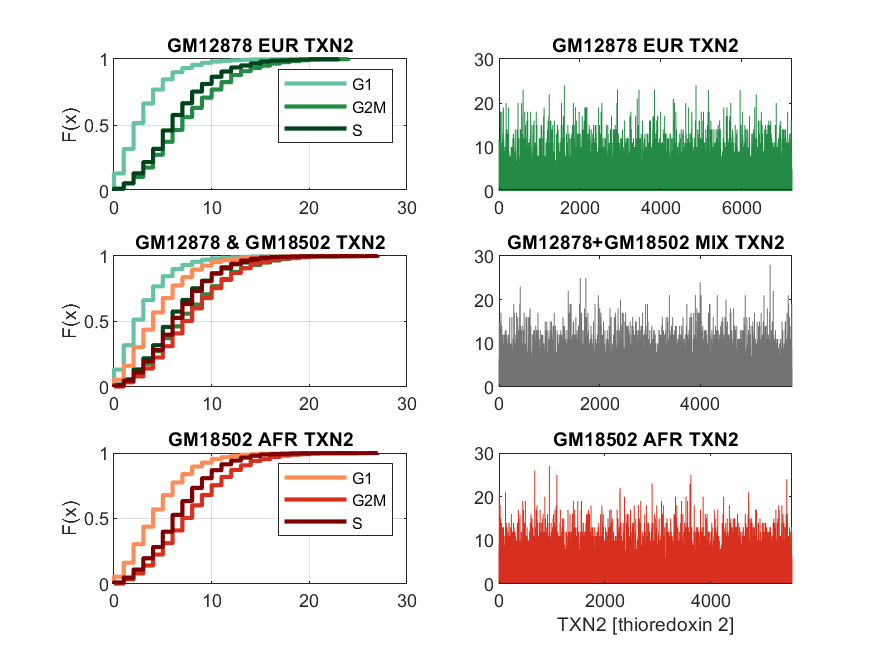 GM12878 EUR TXN2
1
0.5
0
F(x)
0 10 20 30
G1
G2M
S
GM12878 EUR TXN2
30
20
10
0
0 2000 4000 6000
GM12878 & GM18502 TXN2
1
0.5
0
F(x)
0 10 20 30
GM12878+GM18502 MIX TXN2
30
20
10
0
0 2000 4000
GM18502 AFR TXN2
1
0.5
0
F(x)
0 10 20 30
G1
G2M
S
GM18502 AFR TXN2
30
20
10
0
0 2000 4000
TXN2 [thioredoxin 2]